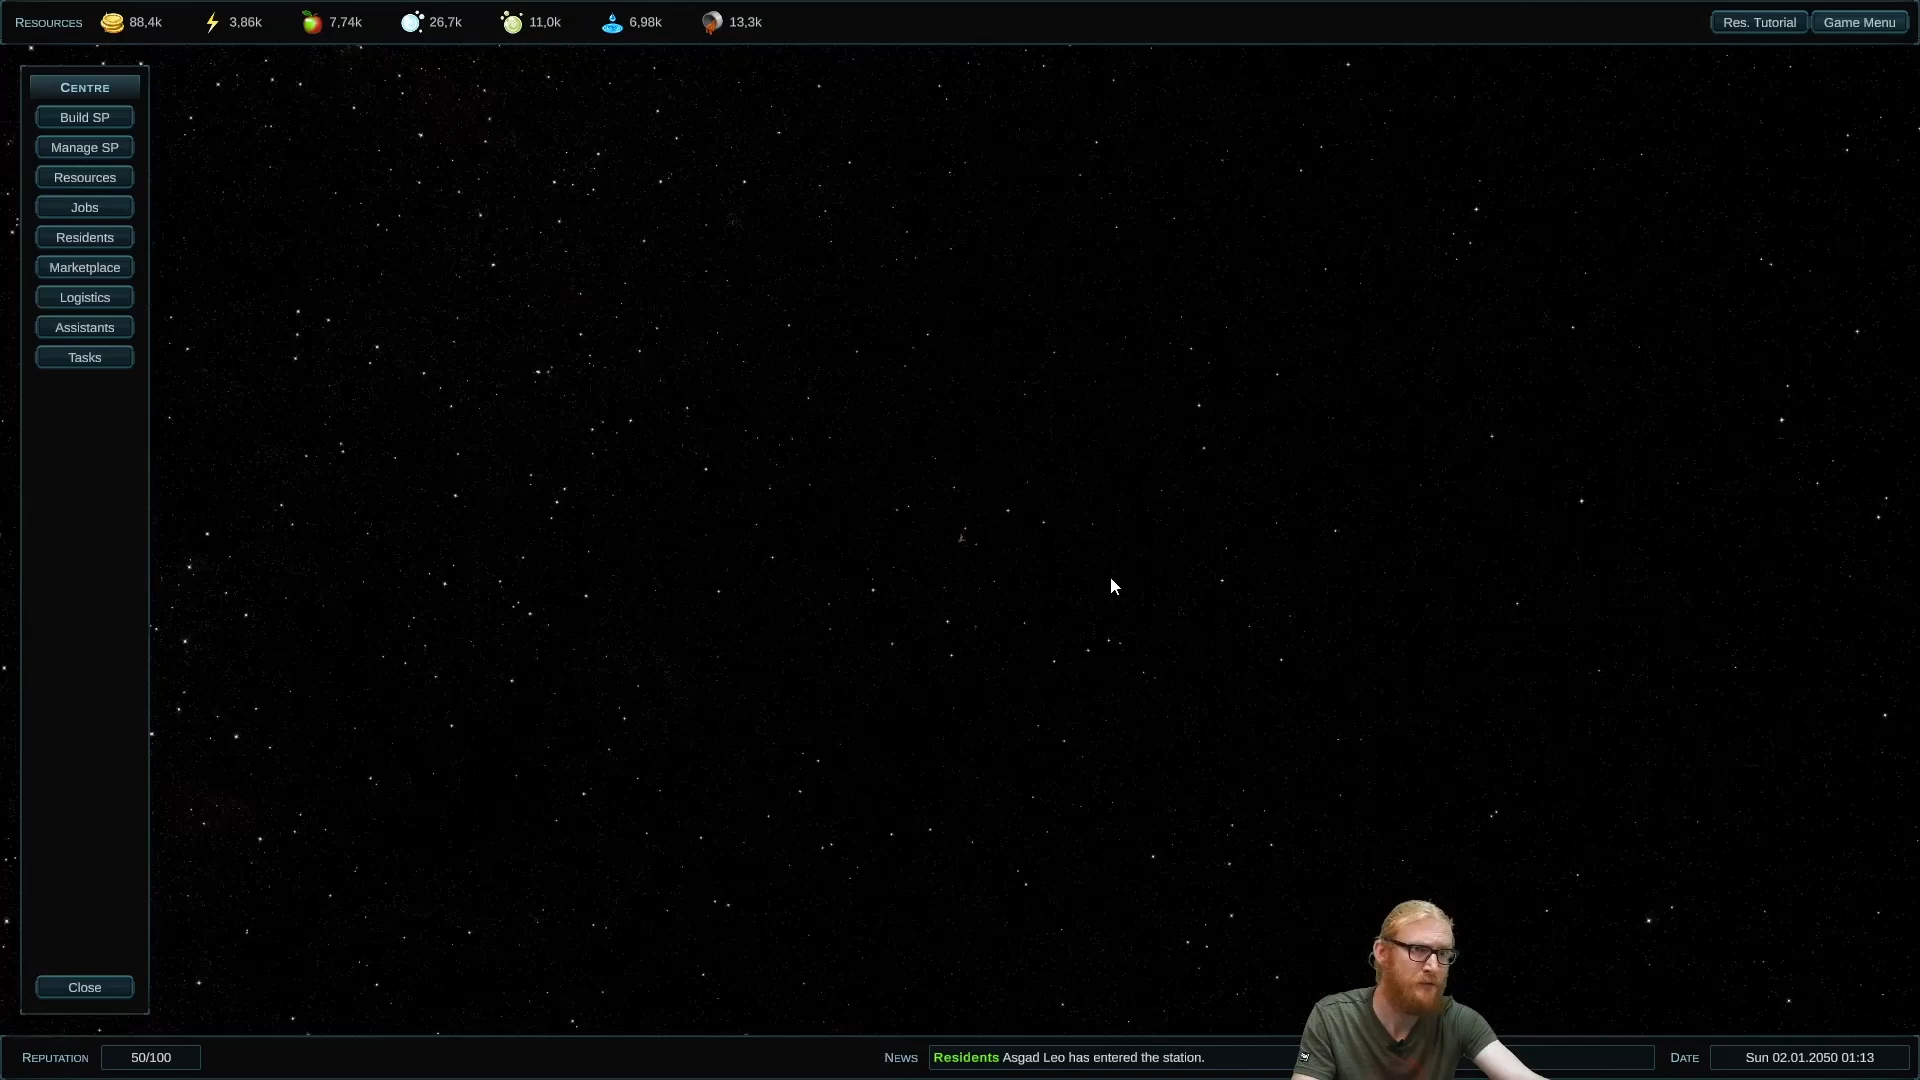 RESOURCES 88,4k 3,86k 7,74k 26,7k 11,0k 6,98k 13,3k Res. Tutorial Game Menu
CENTRE
Build SP
Manage SP
Resources
Jobs
Residents
Marketplace
Logistics
Assistants
Tasks
Close
REPUTATION 50/100 NEWS Residents Asgad Leo has entered the station. DATE Sun 02.01.2050 01:13